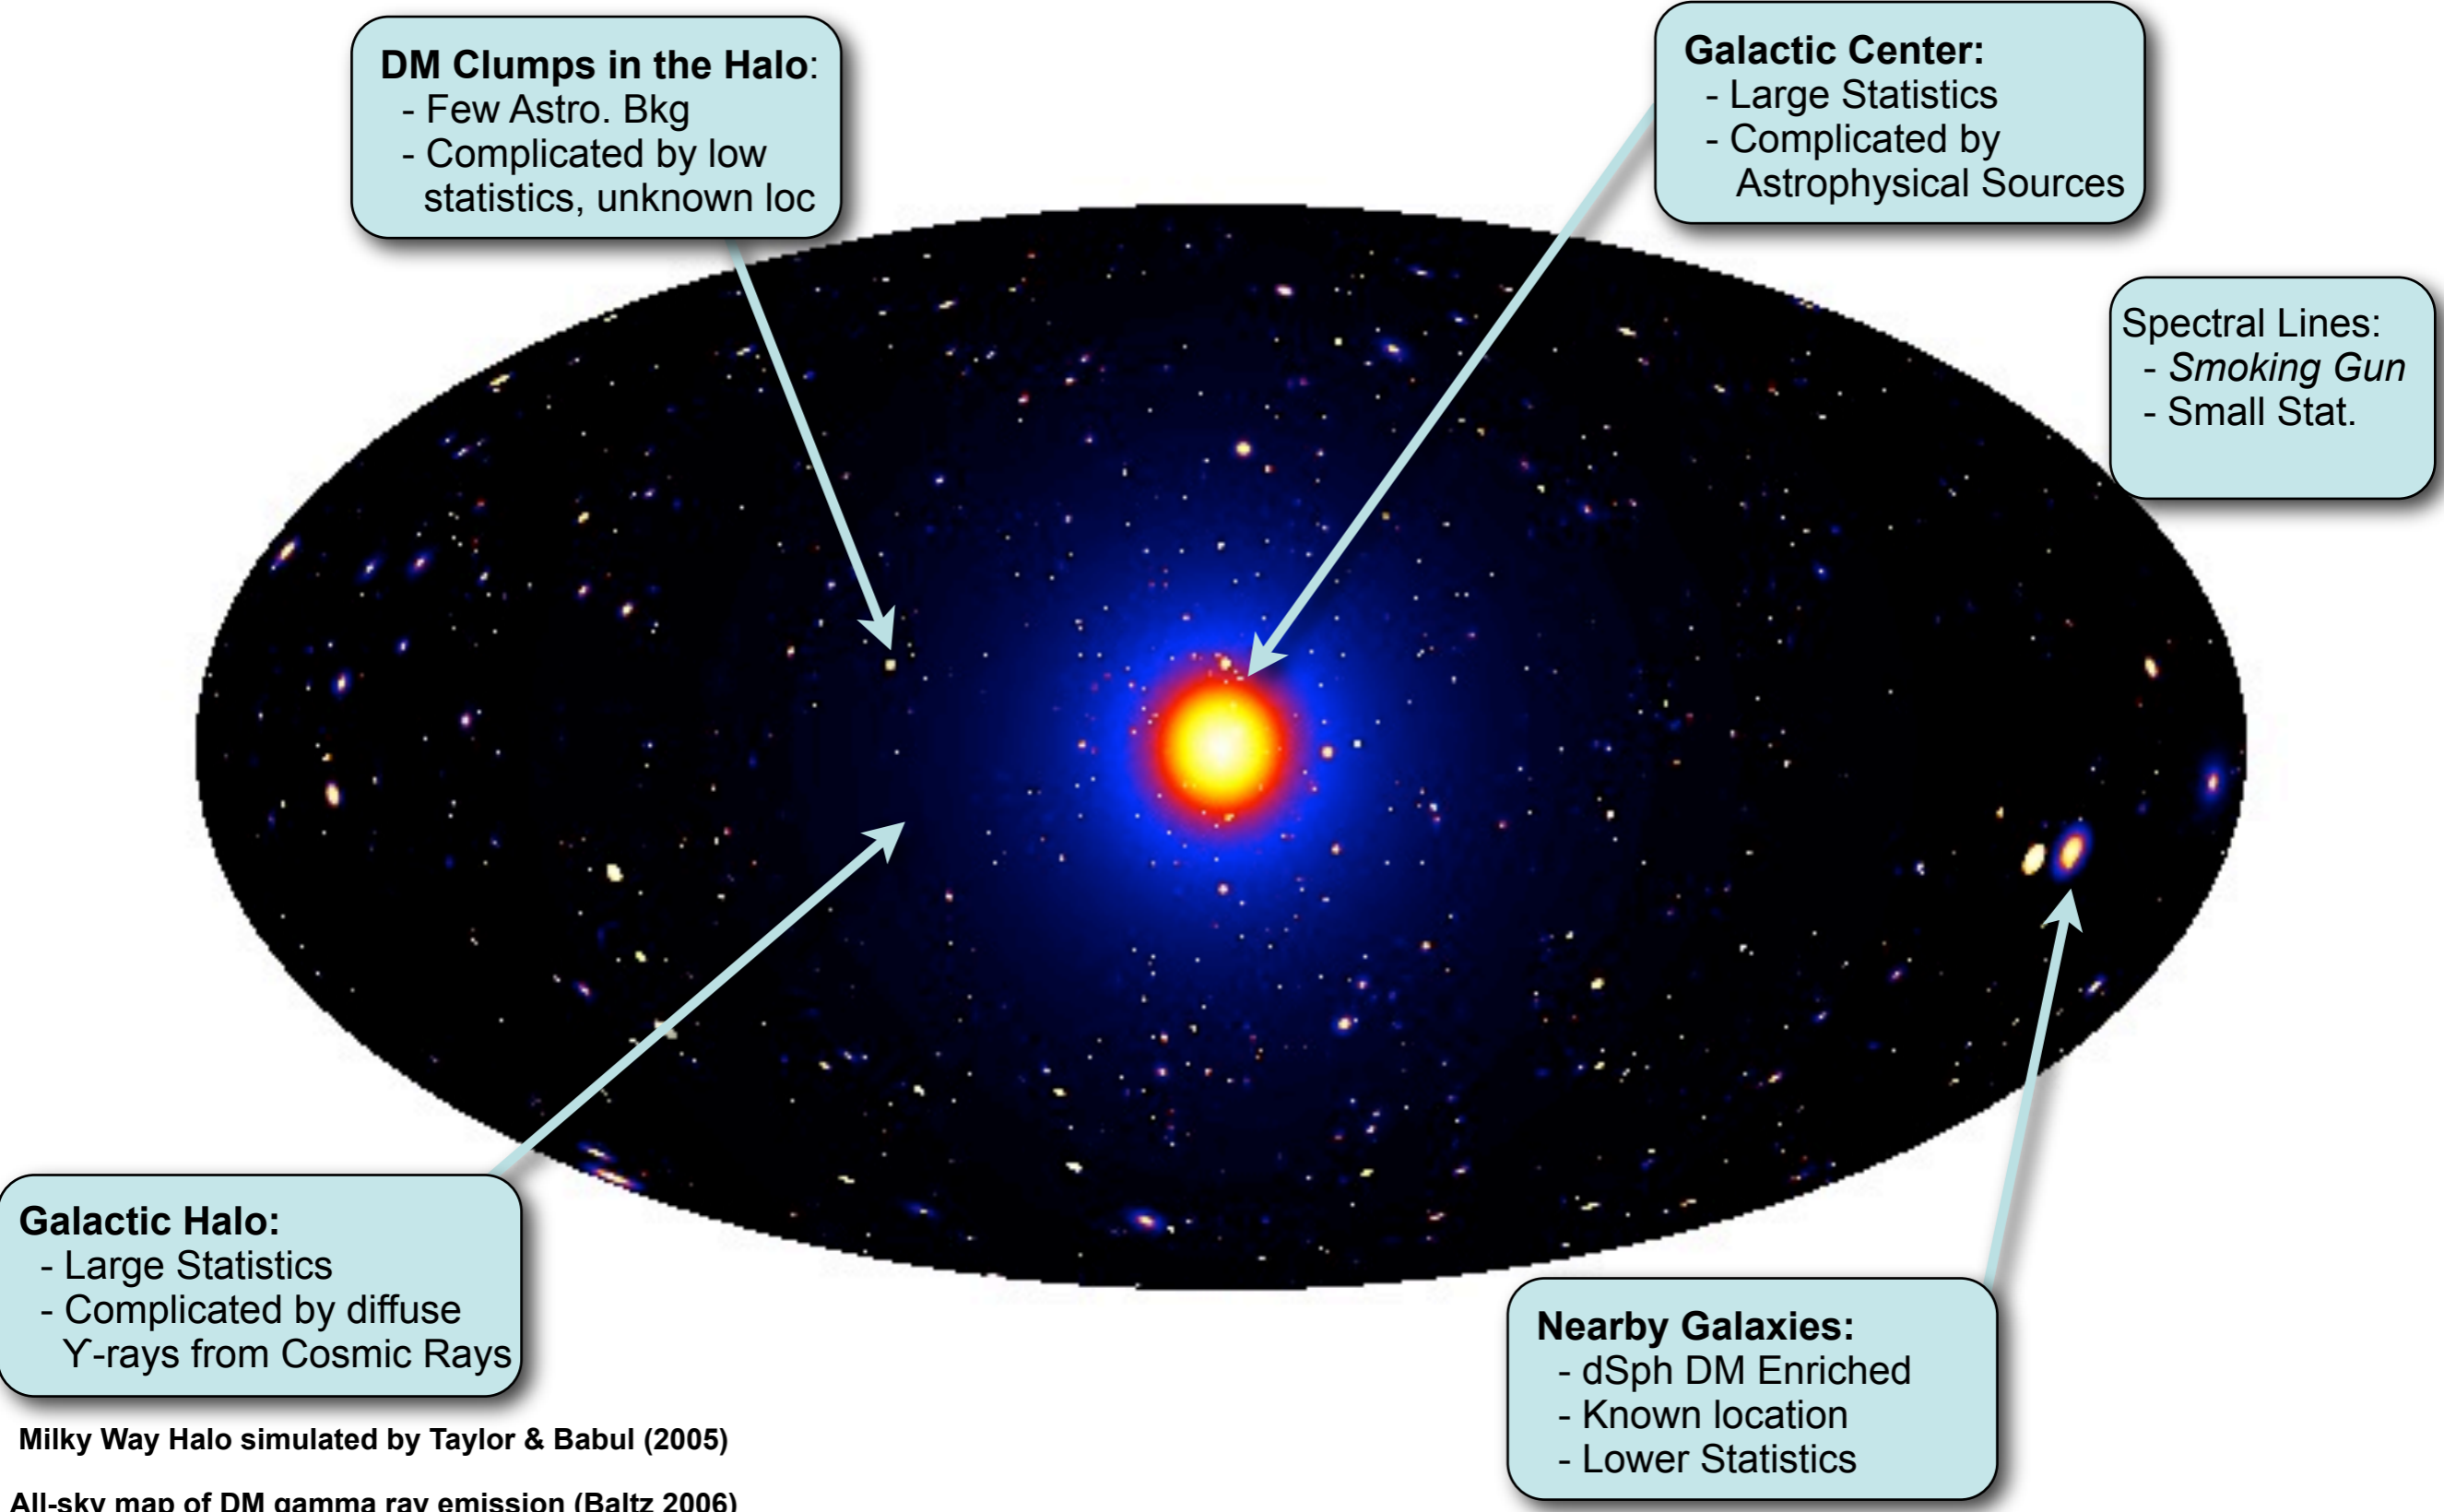 DM Clumps in the Halo:
- Few Astro. Bkg
- Complicated by low
statistics, unknown loc
Galactic Center:
- Large Statistics
- Complicated by
Astrophysical Sources
Spectral Lines:
- Smoking Gun
- Small Stat.
Galactic Halo:
- Large Statistics
- Complicated by diffuse
ϒ-rays from Cosmic Rays
Nearby Galaxies:
- dSph DM Enriched
- Known location
- Lower Statistics
Milky Way Halo simulated by Taylor & Babul (2005)
All-sky map of DM gamma ray emission (Baltz 2006)